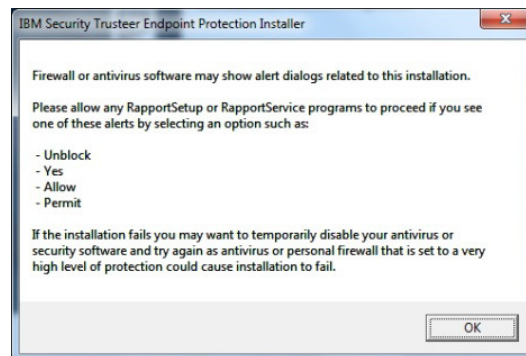 IBM Security Trusteer Endpoint Protection Installer
Firewall or antivirus software may show alert dialogs related to this installation.
Please allow any RapportSetup or RapportService programs to proceed if you see
one of these alerts by selecting an option such as:
- Unblock
- Yes
- Allow
- Permit
If the installation fails you may want to temporarily disable your antivirus or
security software and try again as antivirus or personal firewall that is set to a very
high level of protection could cause installation to fail.
OK